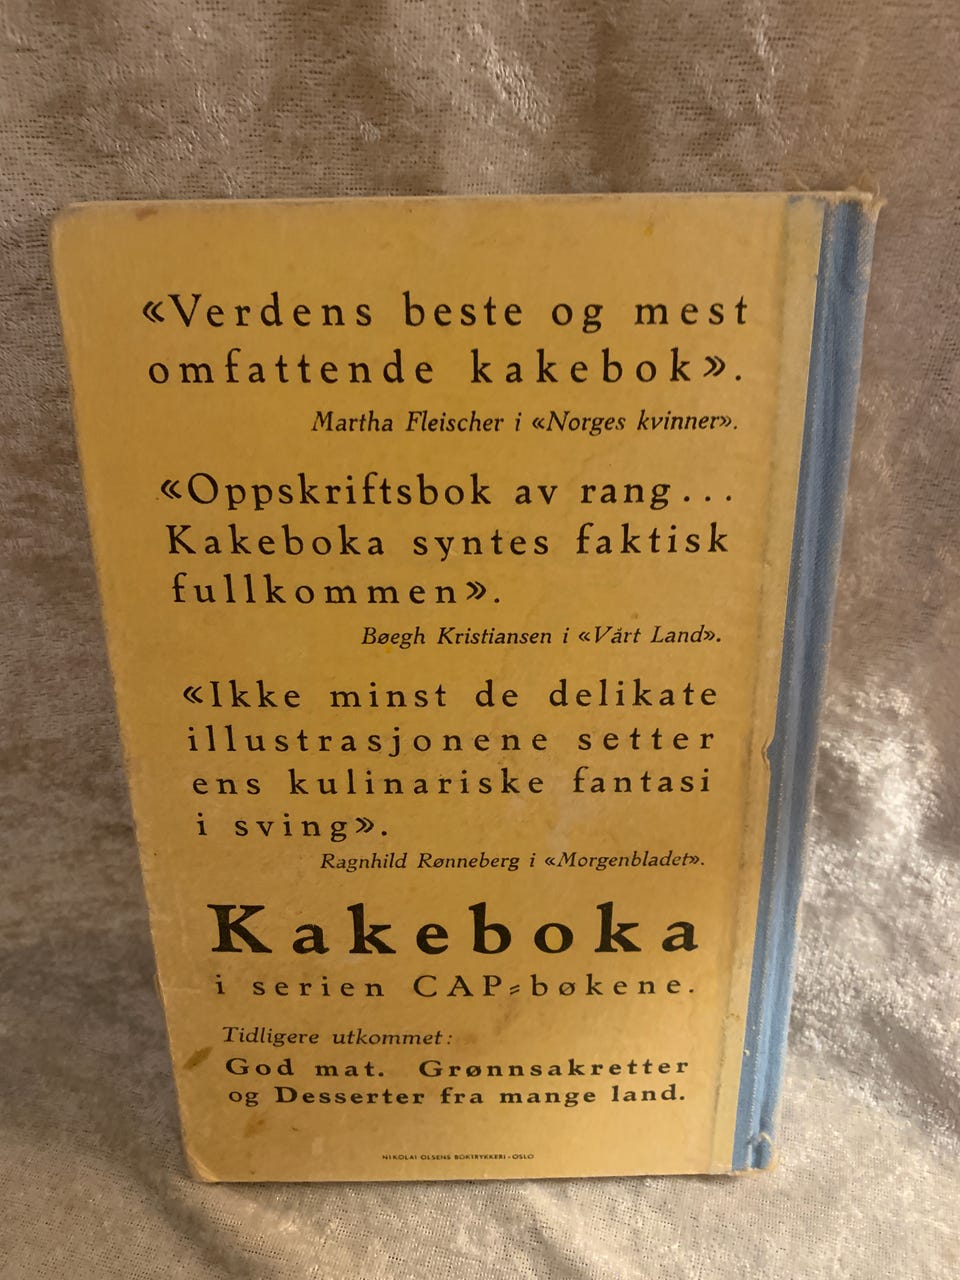 «Verdens beste og mest
omfattende kakebok».
Martha Fleischer i «Norges kvinner».
«Oppskriftsbok av rang...
Kakeboka syntes faktisk
fullkommen».
Bøegh Kristiansen i «Vårt Land».
«Ikke minst de delikate
illustrasjonene setter
ens kulinariske fantasi
i sving».
Ragnhild Rønneberg i «Morgenbladet».
Kakeboka
i serien CAP-bøkene.
Tidligere utkommet:
God mat. Grønnsakretter
og Desserter fra mange land.
NIKOLAI OLSENS BOKTRYKKERI - OSLO